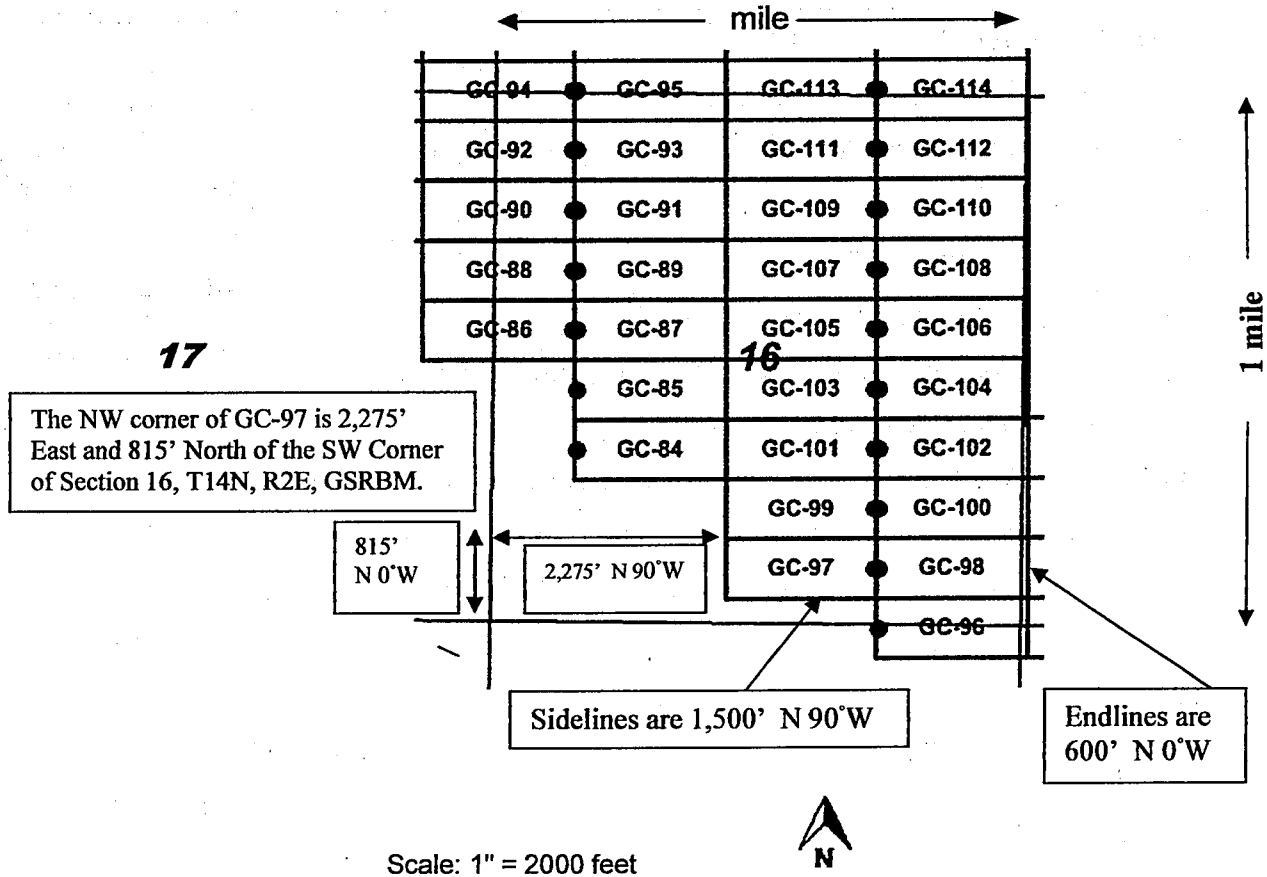 mile
GC-94 GC-95 GC-113 GC-114
GC-92 GC-93 GC-111 GC-112
GC-90 GC-91 GC-109 GC-110
GC-88 GC-89 GC-107 GC-108
GC-86 GC-87 GC-105 GC-106
17
16
GC-85 GC-103 GC-104
GC-84 GC-101 GC-102
GC-99 GC-100
GC-97 GC-98
GC-96
1 mile
The NW corner of GC-97 is 2,275’
East and 815’ North of the SW Corner
of Section 16, T14N, R2E, GSRBM.
815’
N 0°W
2,275’ N 90°W
Sidelines are 1,500’ N 90°W
Endlines are
600’ N 0°W
N
Scale: 1" = 2000 feet